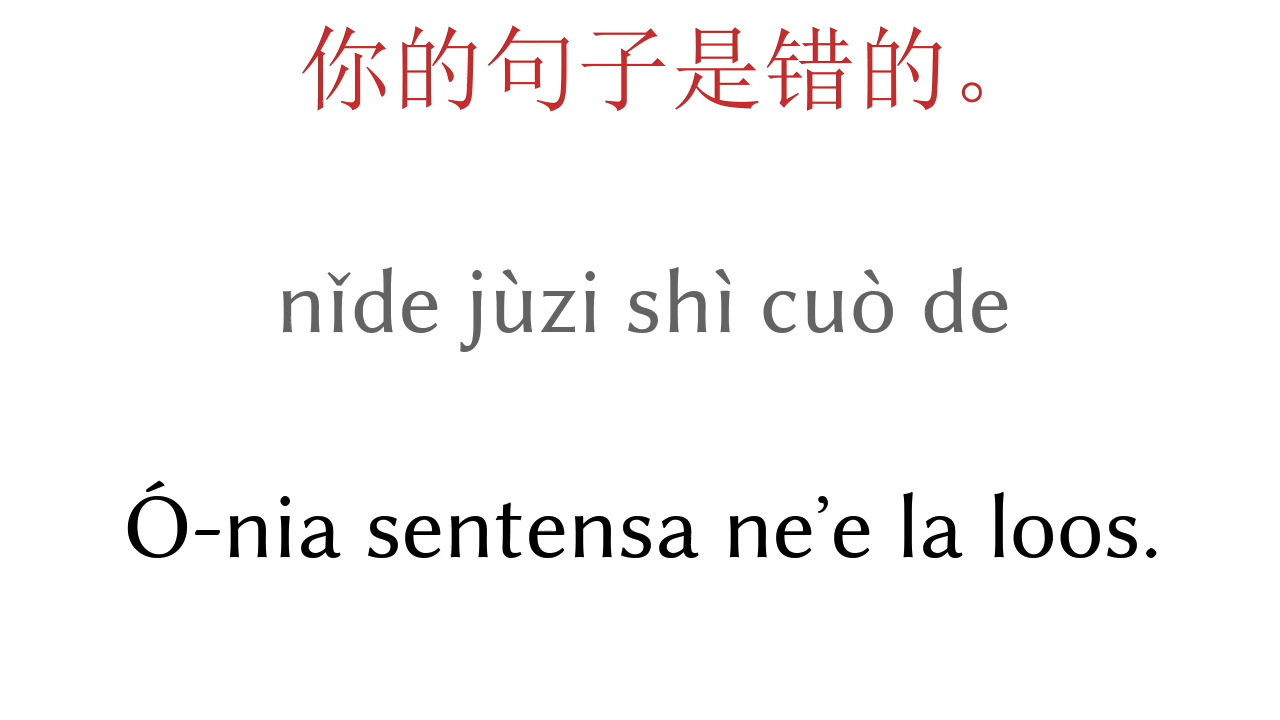 你的句子是错的。
nǐde jùzi shì cuò de
Ó-nia sentensa ne’e la loos.